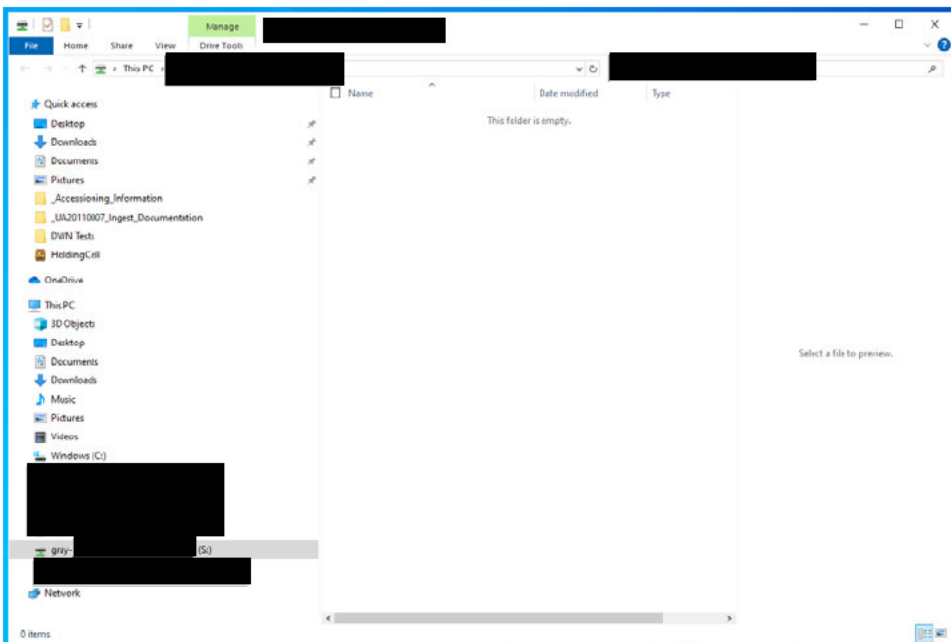 Manage
File Home Share View Drive Tools
This PC
Name Date modified Type
This folder is empty.
Quick access
Desktop
Downloads
Documents
Pictures
_Accessioning_Information
_UA20110007_Ingest_Documentation
DWN Tests
HoldingCell
OneDrive
This PC
3D Objects
Desktop
Documents
Downloads
Music
Pictures
Videos
Windows (C:)
gray- (S:)
Network
Select a file to preview.
0 items